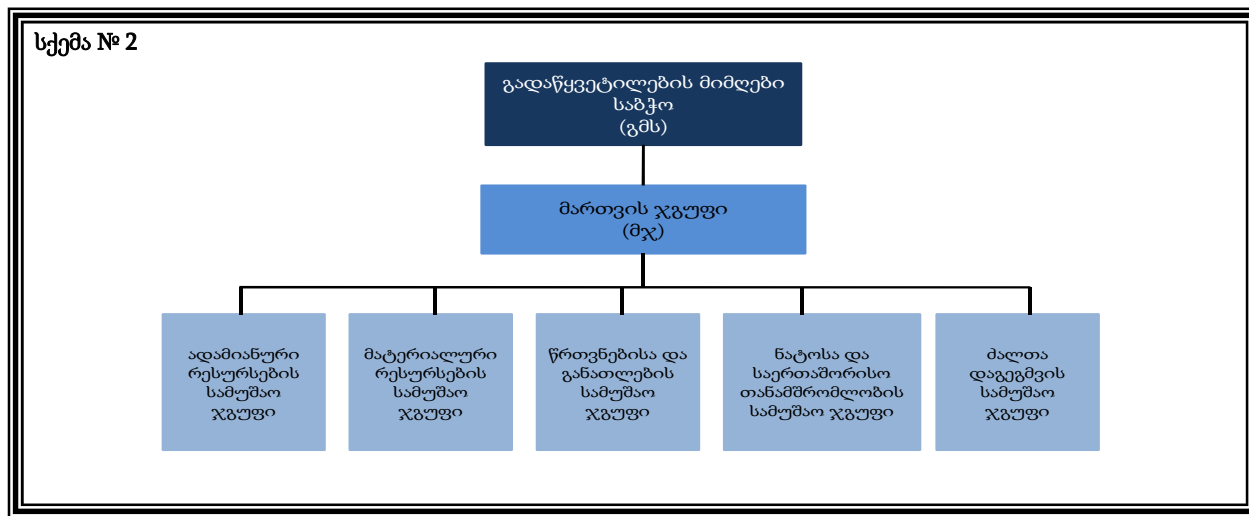 სქემა № 2
გადაწყვეტილების მიმღები
საბჭო
(გმს)
მართვის ჯგუფი
(მჯ)
ადამიანური
რესურსების
სამუშაო
ჯგუფი
მატერიალური
რესურსების
სამუშაო
ჯგუფი
წრთვნებისა და
განათლების
სამუშაო
ჯგუფი
ნატოსა და
საერთაშორისო
თანამშრომლობის
სამუშაო ჯგუფი
ძალთა
დაგეგმვის
სამუშაო
ჯგუფი